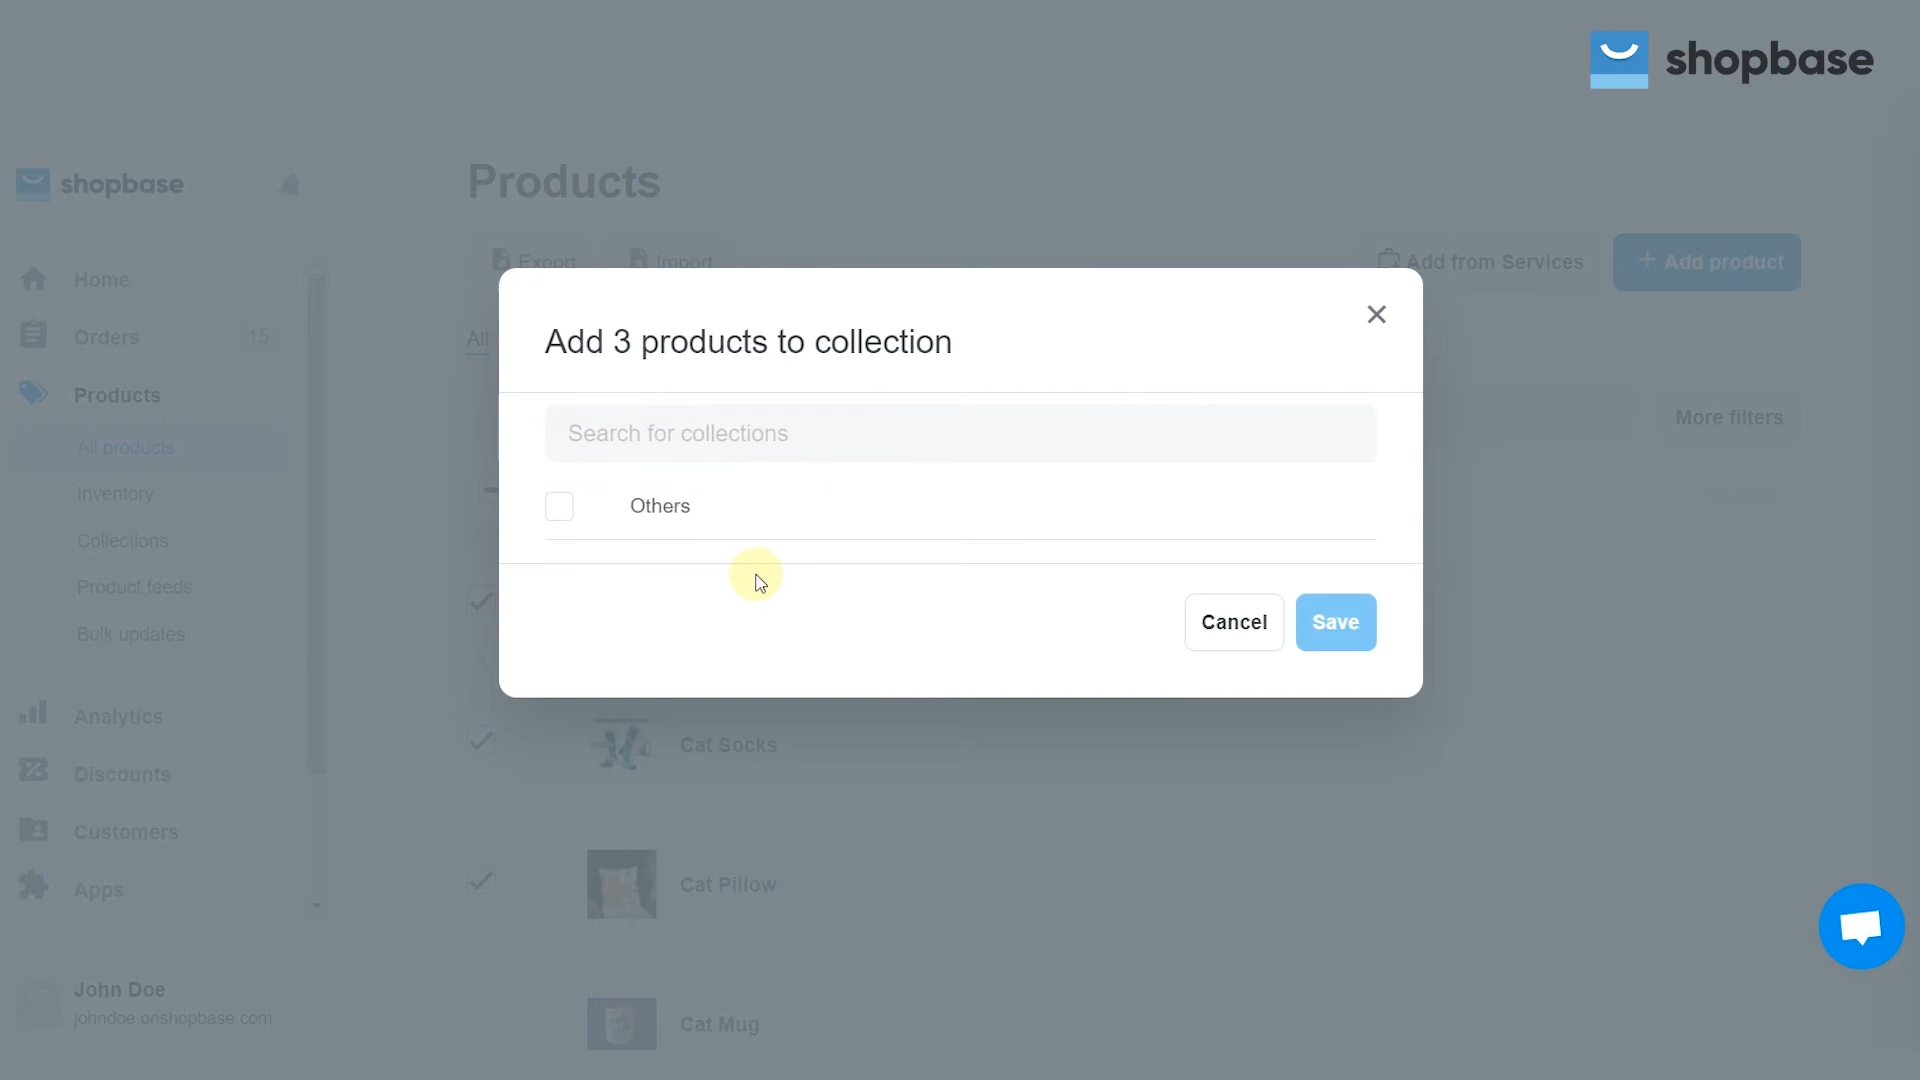 shopbase
shopbase
Products
Export
Import
Add from Services
+ Add product
Home
Orders
15
Products
All products
Inventory
Collections
Product feeds
Bulk updates
Analytics
Discounts
Customers
Apps
John Doe
johndoe.onshopbase.com
All
More filters
Add 3 products to collection
Search for collections
Others
Cancel
Save
Cat Socks
Cat Pillow
Cat Mug